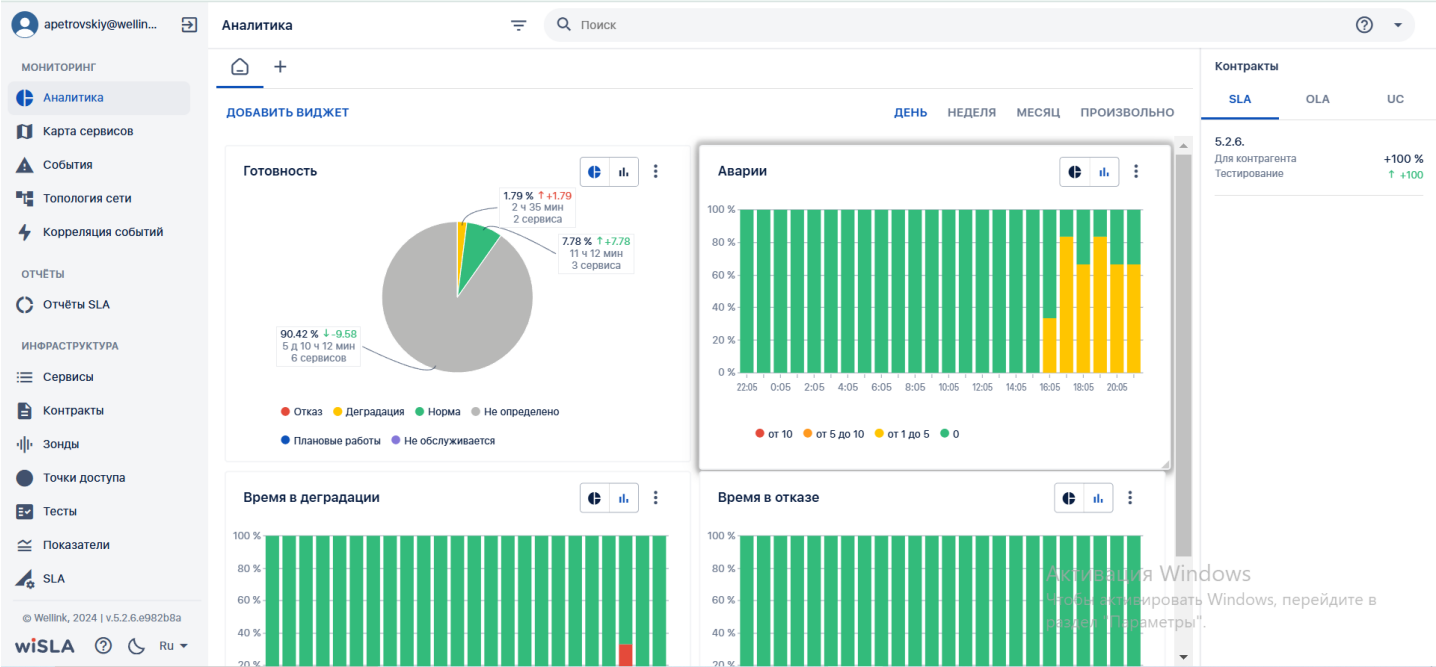 apetrovskiy@wellin...
МОНИТОРИНГ
Аналитика
Карта сервисов
События
Топология сети
Корреляция событий
ОТЧЁТЫ
Отчёты SLA
ИНФРАСТРУКТУРА
Сервисы
Контракты
Зонды
Точки доступа
Тесты
Показатели
SLA
© Wellink, 2024 | v.5.2.6.e982b8a
wiSLA
Ru
Аналитика
Поиск
ДОБАВИТЬ ВИДЖЕТ
ДЕНЬ НЕДЕЛЯ МЕСЯЦ ПРОИЗВОЛЬНО
Готовность
1.79 % ↑ +1.79
2 ч 35 мин
2 сервиса
7.78 % ↑ +7.78
11 ч 12 мин
3 сервиса
90.42 % ↓ -9.58
5 д 10 ч 12 мин
6 сервисов
Отказ Деградация Норма Не определено
Плановые работы Не обслуживается
Аварии
100 %
80 %
60 %
40 %
20 %
0 %
22:05 0:05 2:05 4:05 6:05 8:05 10:05 12:05 14:05 16:05 18:05 20:05
от 10 от 5 до 10 от 1 до 5 0
Время в деградации
100 %
80 %
60 %
40 %
20 %
Время в отказе
100 %
80 %
60 %
40 %
20 %
Контракты
SLA OLA UC
5.2.6.
Для контрагента +100 %
Тестирование ↑ +100
Активация Windows
Чтобы активировать Windows, перейдите в
раздел "Параметры".